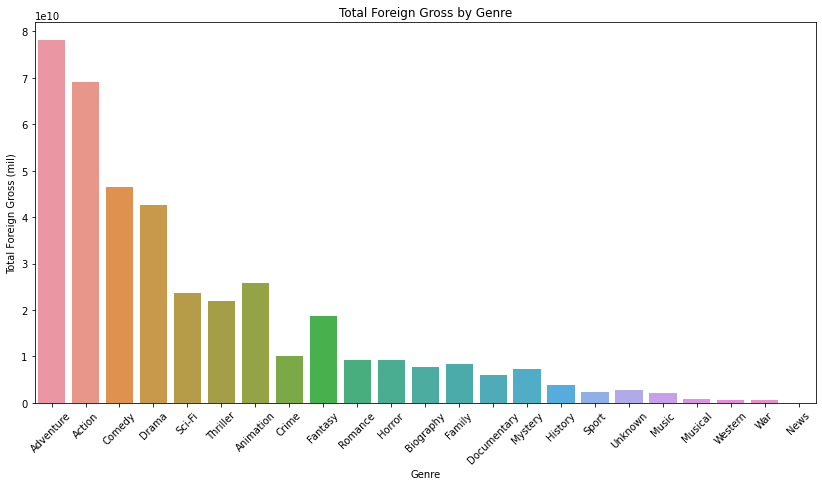 Total Foreign Gross by Genre
1e10
8
7
6
5
4
3
2
1
0
Total Foreign Gross (mil)
Adventure
Action
Comedy
Drama
Sci-Fi
Thriller
Animation
Crime
Fantasy
Romance
Horror
Biography
Family
Documentary
Mystery
History
Sport
Unknown
Music
Musical
Western
War
News
Genre